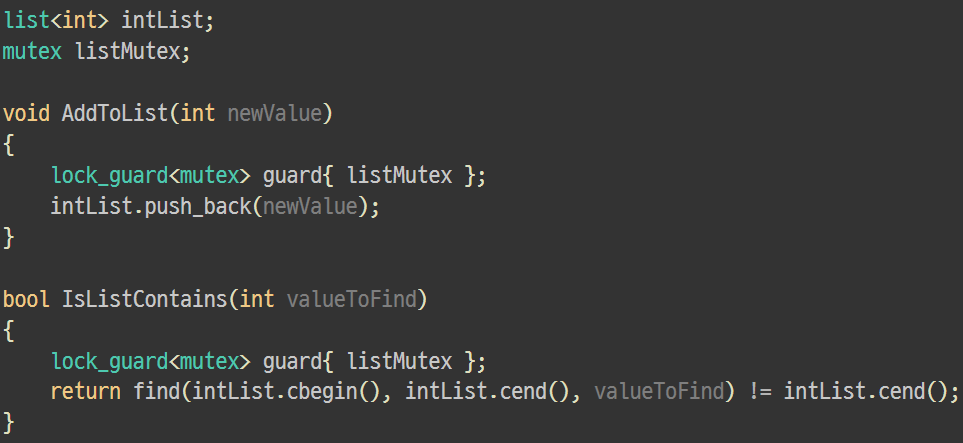 list<int> intList;
mutex listMutex;
void AddToList(int newValue)
{
lock_guard<mutex> guard{ listMutex };
intList.push_back(newValue);
}
bool IsListContains(int valueToFind)
{
lock_guard<mutex> guard{ listMutex };
return find(intList.cbegin(), intList.cend(), valueToFind) != intList.cend();
}